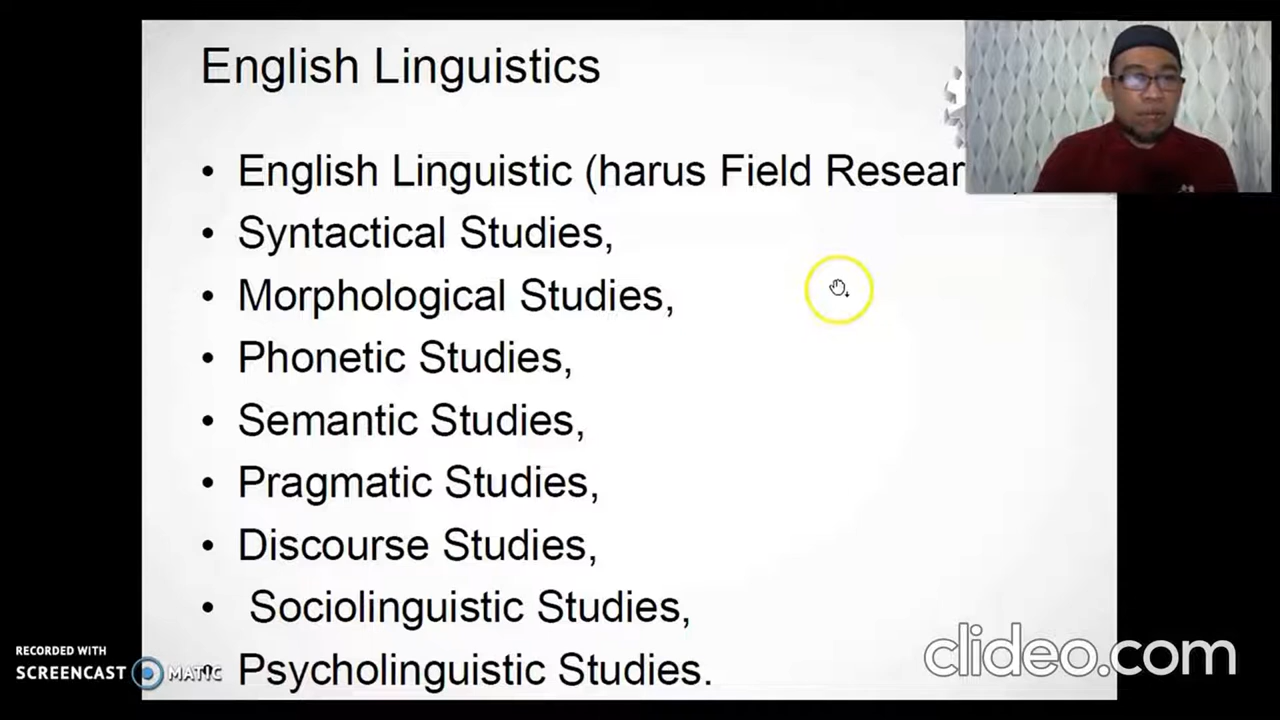 English Linguistics
• English Linguistic (harus Field Resear
• Syntactical Studies,
• Morphological Studies,
• Phonetic Studies,
• Semantic Studies,
• Pragmatic Studies,
• Discourse Studies,
• Sociolinguistic Studies,
• Psycholinguistic Studies.
RECORDED WITH
SCREENCAST MATIC
clideo.com